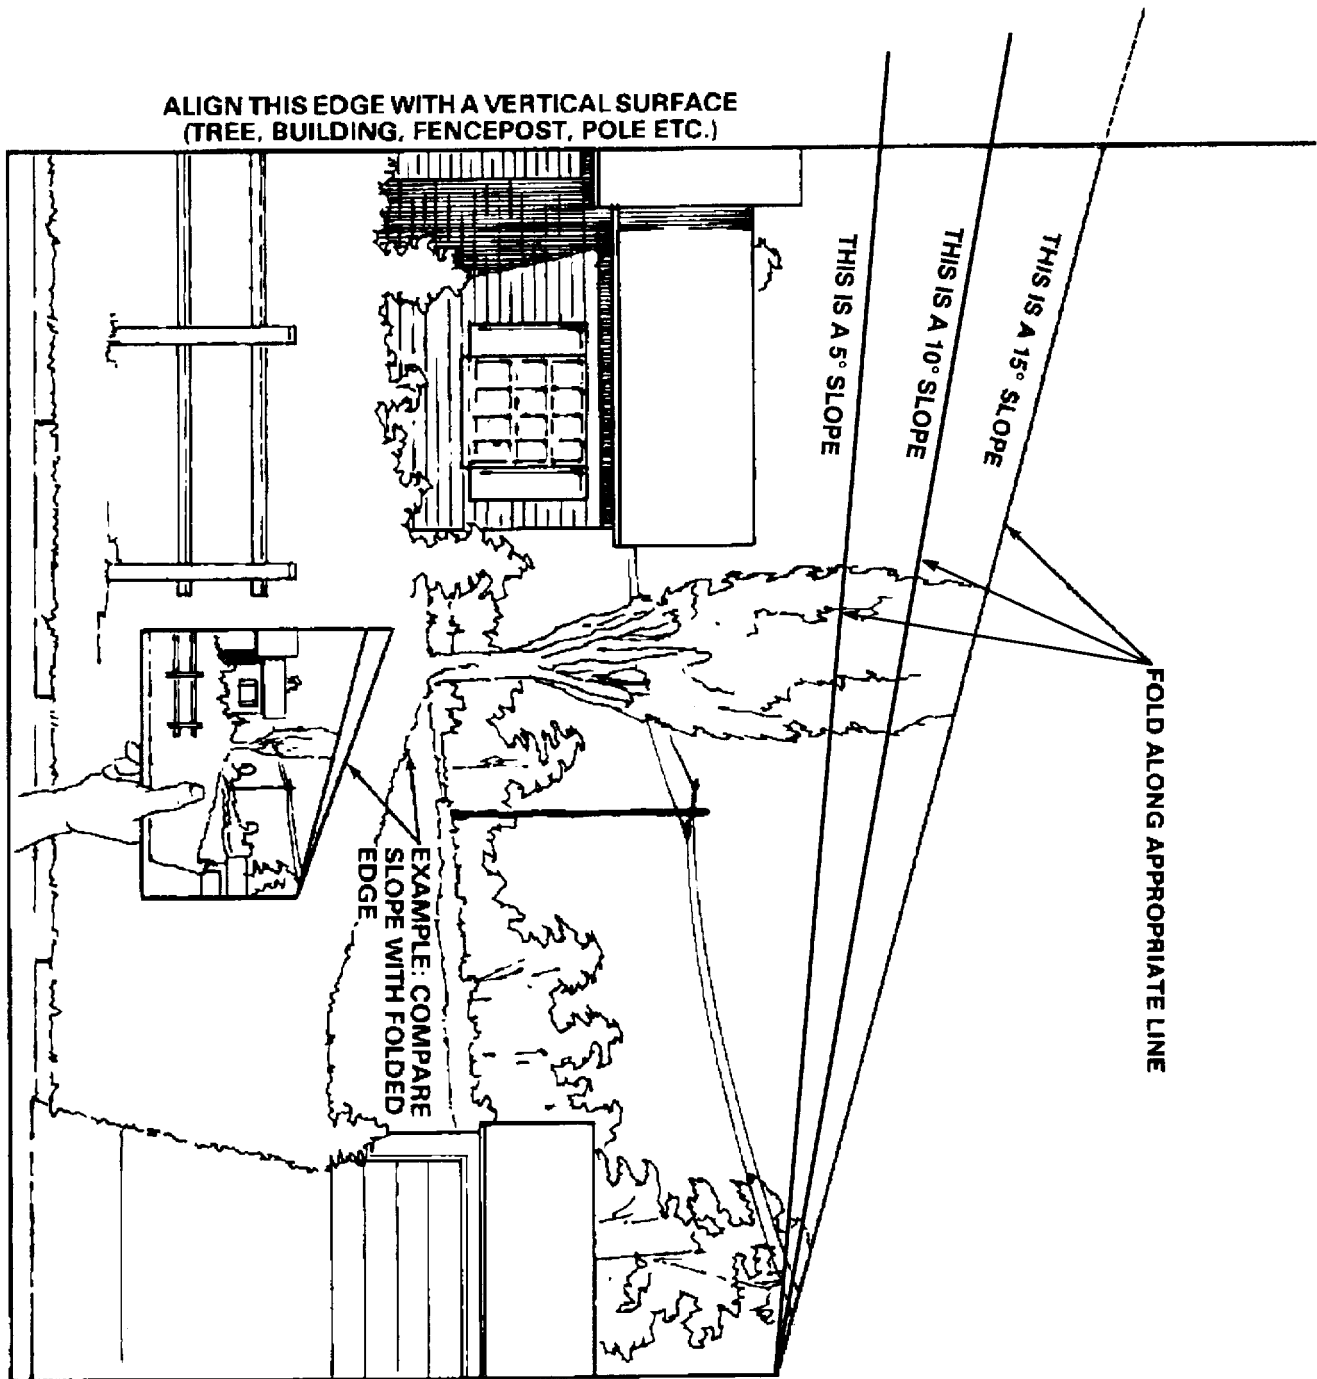 ALIGN THIS EDGE WITH A VERTICAL SURFACE
(TREE, BUILDING, FENCEPOST, POLE ETC.)
THIS IS A 15° SLOPE
THIS IS A 10° SLOPE
THIS IS A 5° SLOPE
FOLD ALONG APPROPRIATE LINE
EXAMPLE: COMPARE
SLOPE WITH FOLDED
EDGE